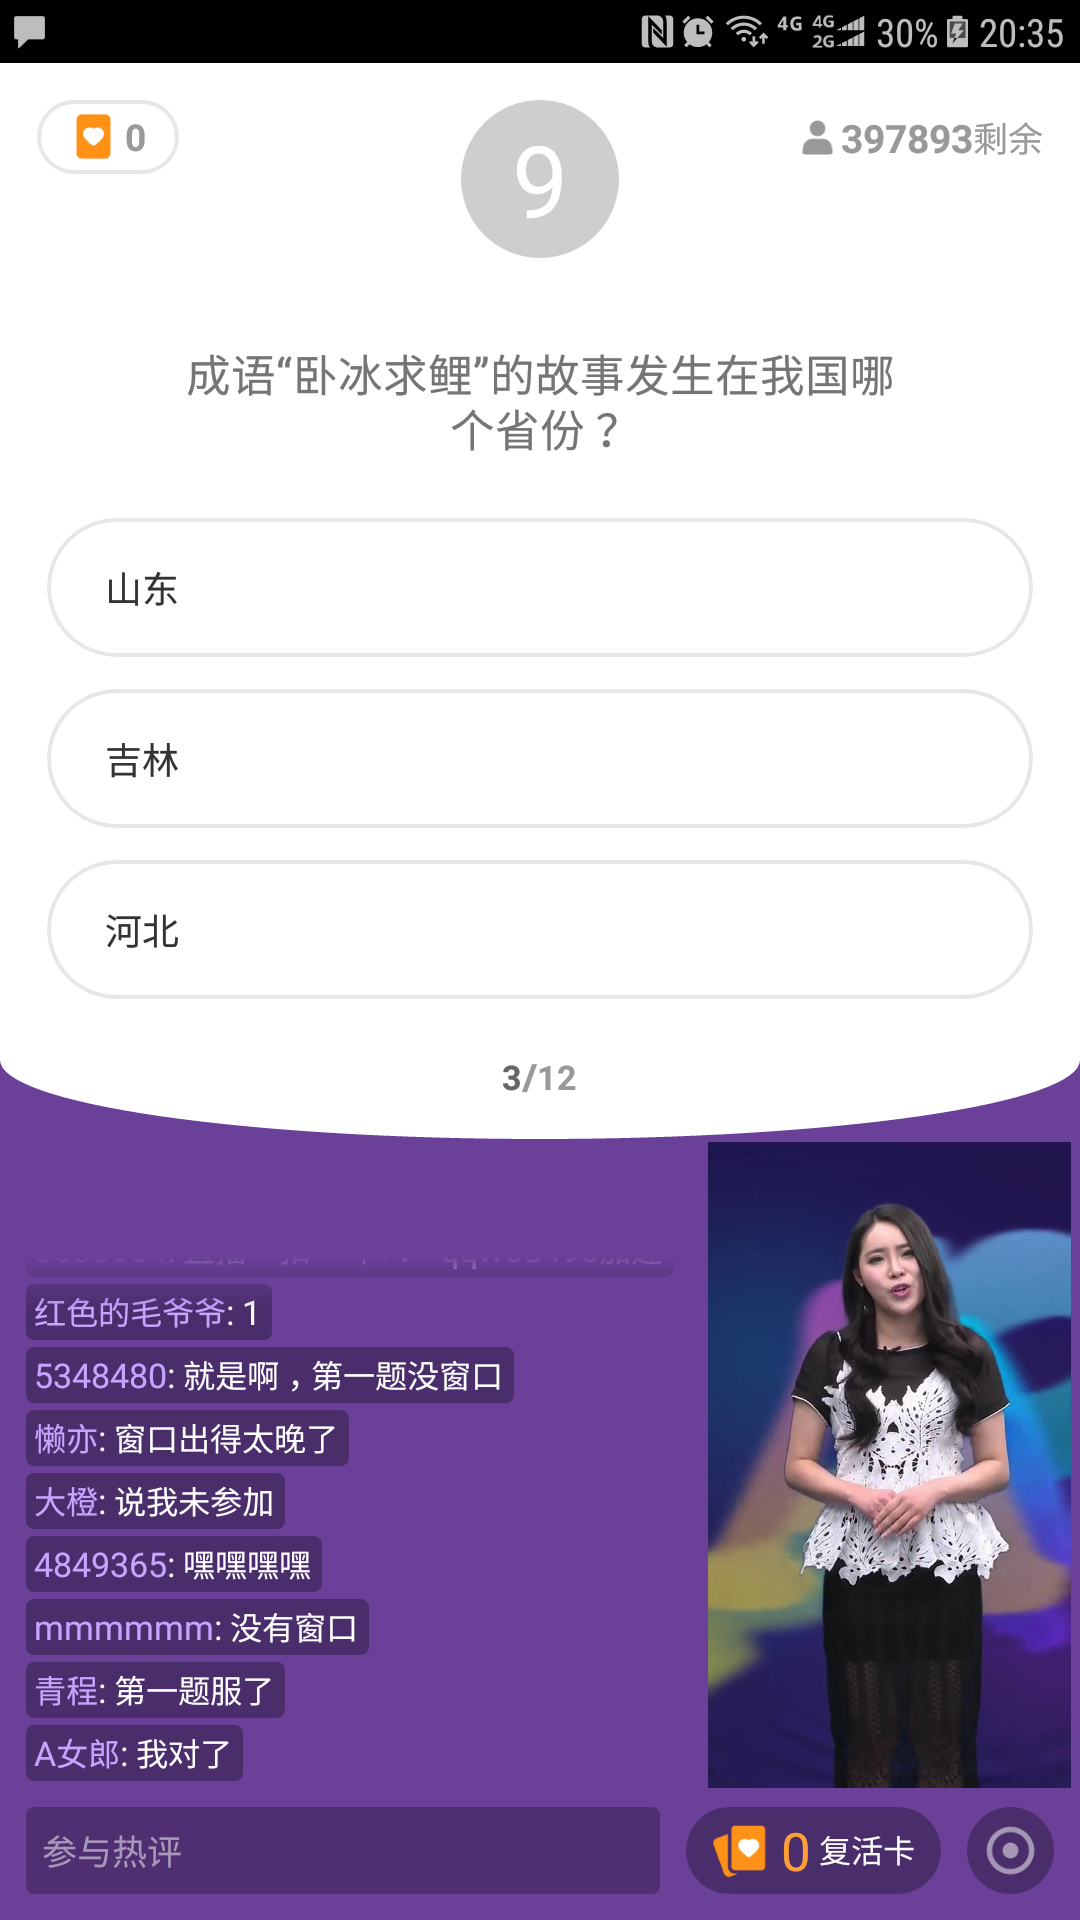 4G 4G 2G 30% 20:35
0
9
397893剩余
成语“卧冰求鲤”的故事发生在我国哪
个省份？
山东
吉林
河北
3/12
红色的毛爷爷: 1
5348480: 就是啊，第一题没窗口
懒亦: 窗口出得太晚了
大橙: 说我未参加
4849365: 嘿嘿嘿嘿
mmmmmm: 没有窗口
青程: 第一题服了
A女郎: 我对了
参与热评
0 复活卡